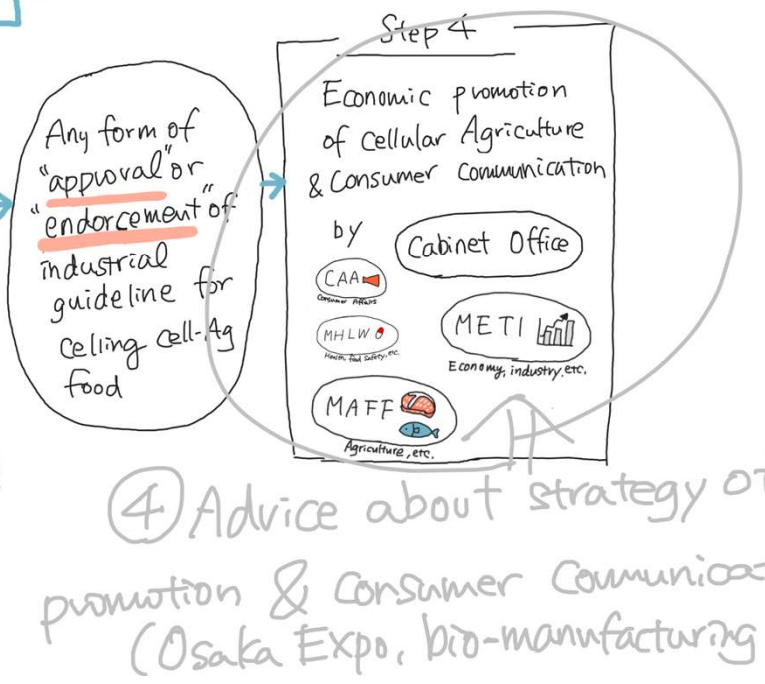 Any form of
"approval" or
"endorcement" of
industrial
guideline for
celling cell-Ag
food
Step 4
Economic promotion
of cellular Agriculture
& Consumer Communication
by
Cabinet Office
CAA
Consumer Affairs
METI
Economy, industry, etc.
MHLW
Health, food safety, etc.
MAFF
Agriculture, etc.
④ Advice about strategy of
promotion & Consumer Communica
(Osaka Expo, bio-manufacturing